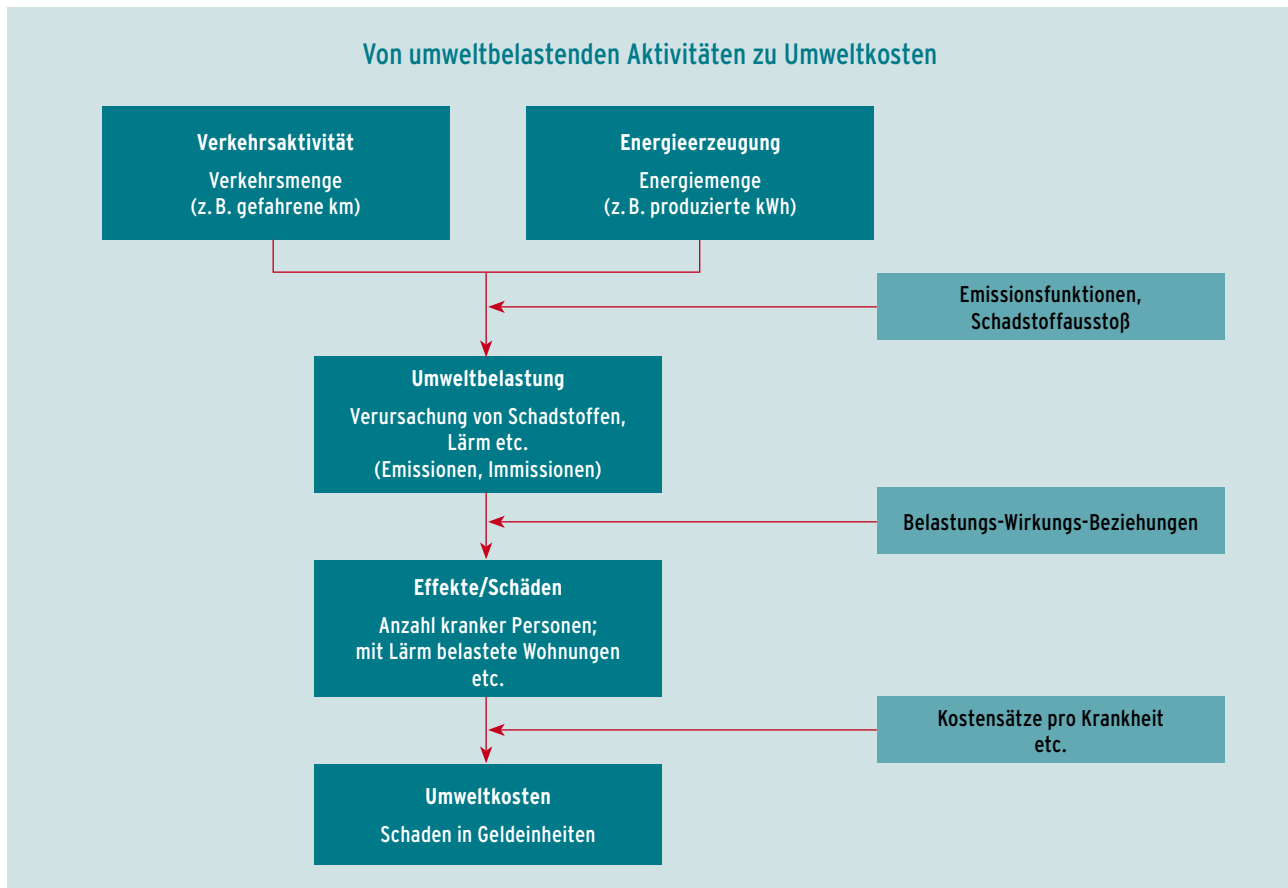 Von umweltbelastenden Aktivitäten zu Umweltkosten
Verkehrsaktivität
Verkehrsmenge
(z. B. gefahrene km)
Energieerzeugung
Energiemenge
(z. B. produzierte kWh)
Emissionsfunktionen,
Schadstoffausstoß
Umweltbelastung
Verursachung von Schadstoffen,
Lärm etc.
(Emissionen, Immissionen)
Belastungs-Wirkungs-Beziehungen
Effekte/Schäden
Anzahl kranker Personen;
mit Lärm belastete Wohnungen
etc.
Kostensätze pro Krankheit
etc.
Umweltkosten
Schaden in Geldeinheiten